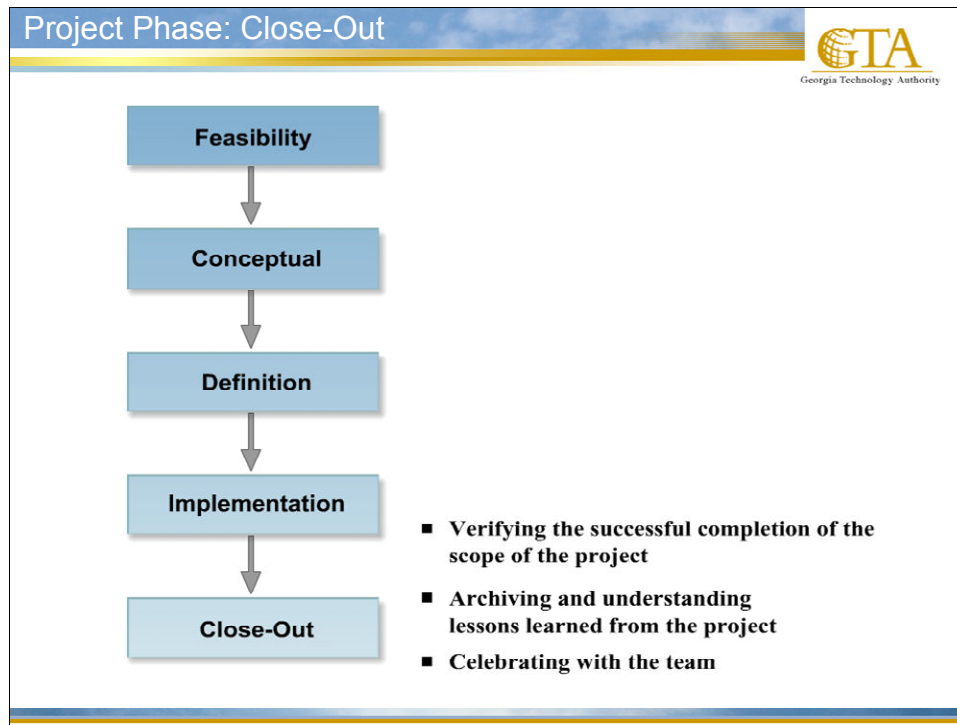 Project Phase: Close-Out
GTA
Georgia Technology Authority
Feasibility
Conceptual
Definition
Implementation
Close-Out
■ Verifying the successful completion of the
scope of the project
■ Archiving and understanding
lessons learned from the project
■ Celebrating with the team